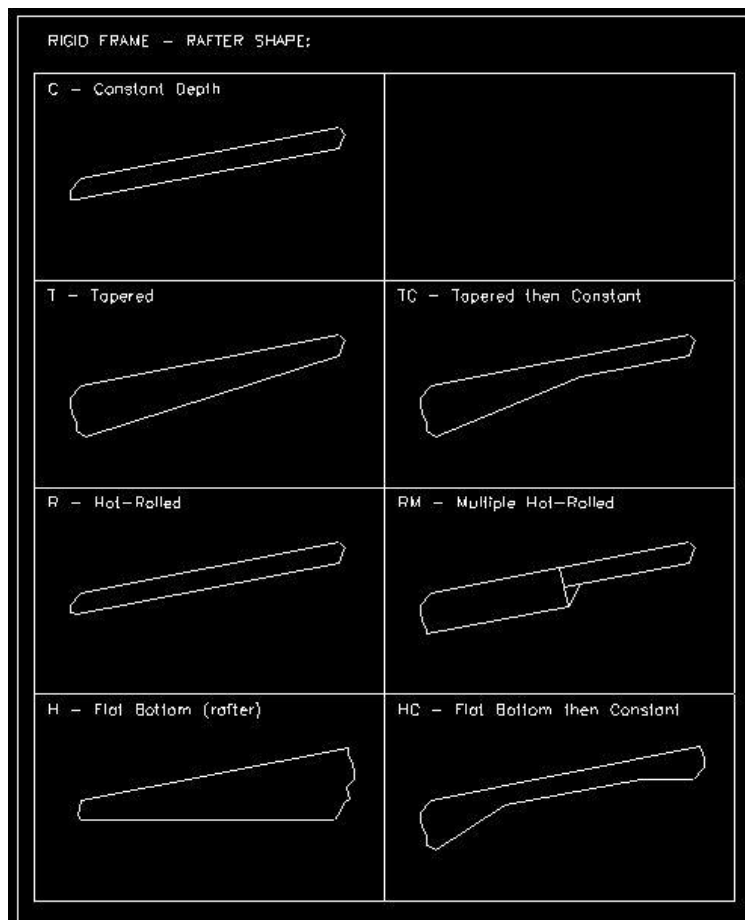 RIGID FRAME - RAFTER SHAPE:
C - Constant Depth
T - Tapered
TC - Tapered then Constant
R - Hot-Rolled
RM - Multiple Hot-Rolled
H - Flat Bottom (rafter)
HC - Flat Bottom then Constant